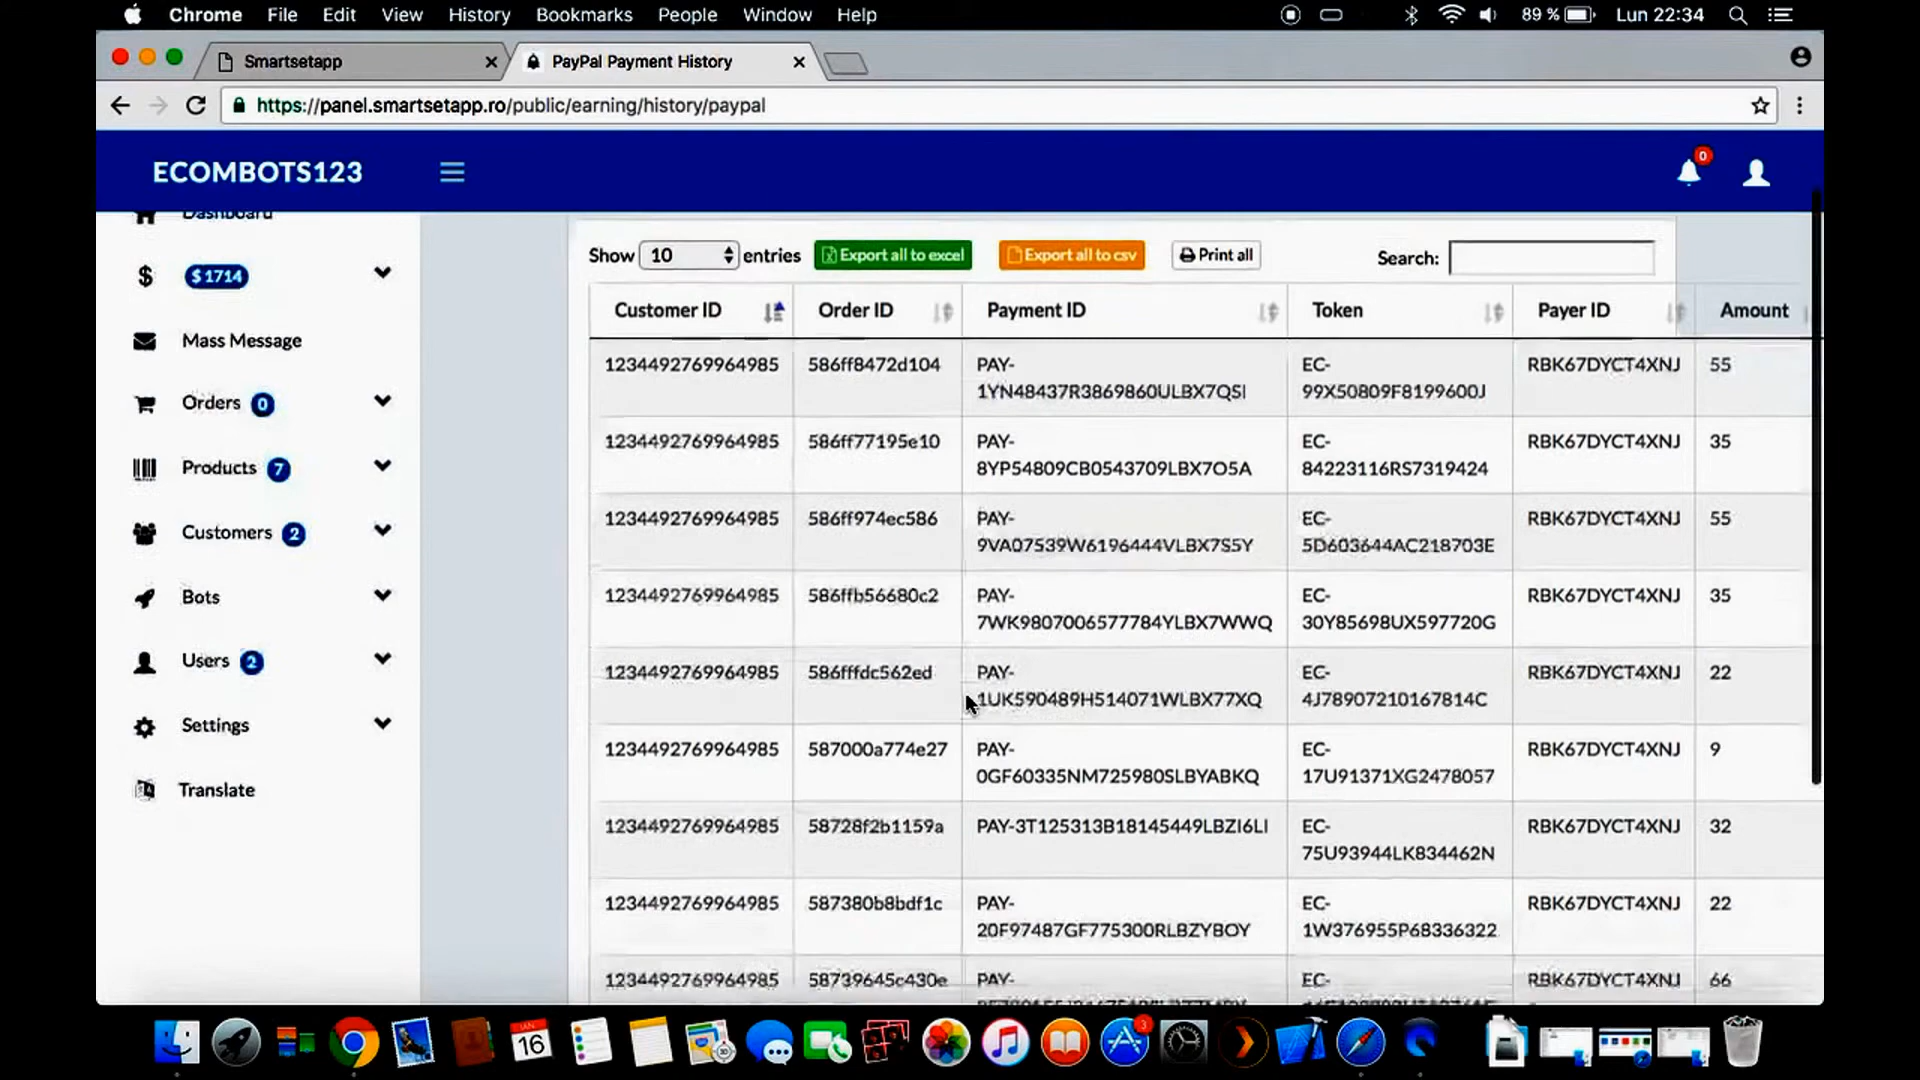 Chrome File Edit View History Bookmarks People Window Help 89 % Lun 22:34
Smartsetapp PayPal Payment History
https://panel.smartsetapp.ro/public/earning/history/paypal
ECOMBOTS123 0
Dashboard
$ 1714
Mass Message
Orders 0
Products 7
Customers 2
Bots
Users 2
Settings
Translate
Show 10 entries Export all to excel Export all to csv Print all Search:
Customer ID Order ID Payment ID Token Payer ID Amount
1234492769964985 586ff8472d104 PAY- EC- RBK67DYCT4XNJ 55
1YN48437R3869860ULBX7QSI 99X50809F8199600J
1234492769964985 586ff77195e10 PAY- EC- RBK67DYCT4XNJ 35
8YP54809CB0543709LBX7O5A 84223116RS7319424
1234492769964985 586ff974ec586 PAY- EC- RBK67DYCT4XNJ 55
9VA07539W6196444VLBX7S5Y 5D603644AC218703E
1234492769964985 586ffb56680c2 PAY- EC- RBK67DYCT4XNJ 35
7WK9807006577784YLBX7WWQ 30Y85698UX597720G
1234492769964985 586fffdc562ed PAY- EC- RBK67DYCT4XNJ 22
1UK590489H514071WLBX77XQ 4J78907210167814C
1234492769964985 587000a774e27 PAY- EC- RBK67DYCT4XNJ 9
0GF60335NM725980SLBYABKQ 17U91371XG2478057
1234492769964985 58728f2b1159a PAY-3T125313B18145449LBZI6LI EC- RBK67DYCT4XNJ 32
75U93944LK834462N
1234492769964985 587380b8bdf1c PAY- EC- RBK67DYCT4XNJ 22
20F97487GF775300RLBZYBOY 1W376955P68336322
1234492769964985 58739645c430e PAY- EC- RBK67DYCT4XNJ 66
JAN
16
3